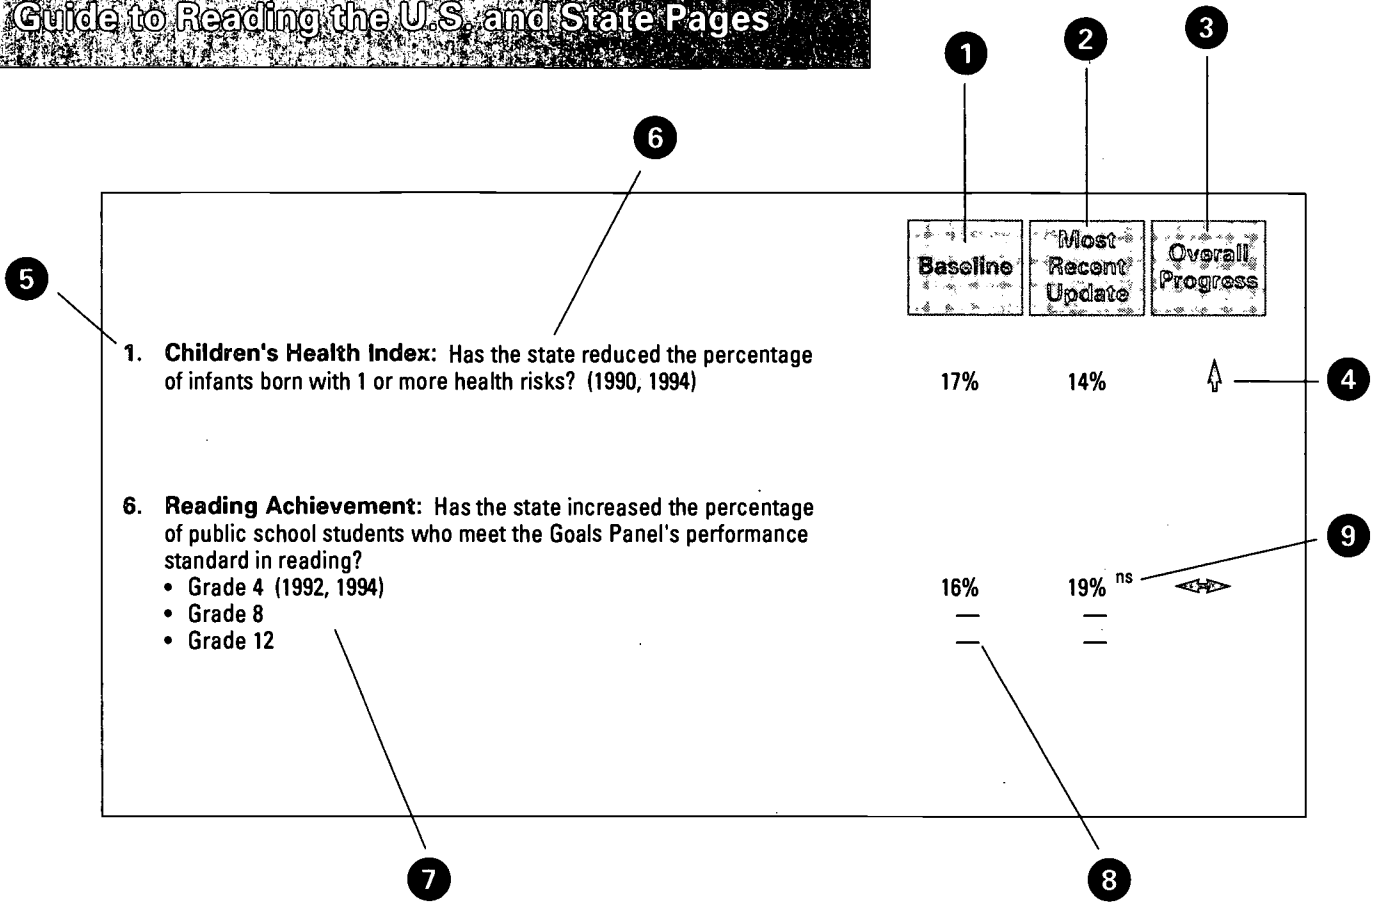 Guide to Reading the U.S. and State Pages
1
2
3
6
Baseline
Most
Recent
Update
Overall
Progress
5
1. Children's Health Index: Has the state reduced the percentage
of infants born with 1 or more health risks? (1990, 1994)
17%
14%
4
6. Reading Achievement: Has the state increased the percentage
of public school students who meet the Goals Panel's performance
standard in reading?
9
• Grade 4 (1992, 1994)
16%
19% ns
• Grade 8
—
—
• Grade 12
—
—
7
8